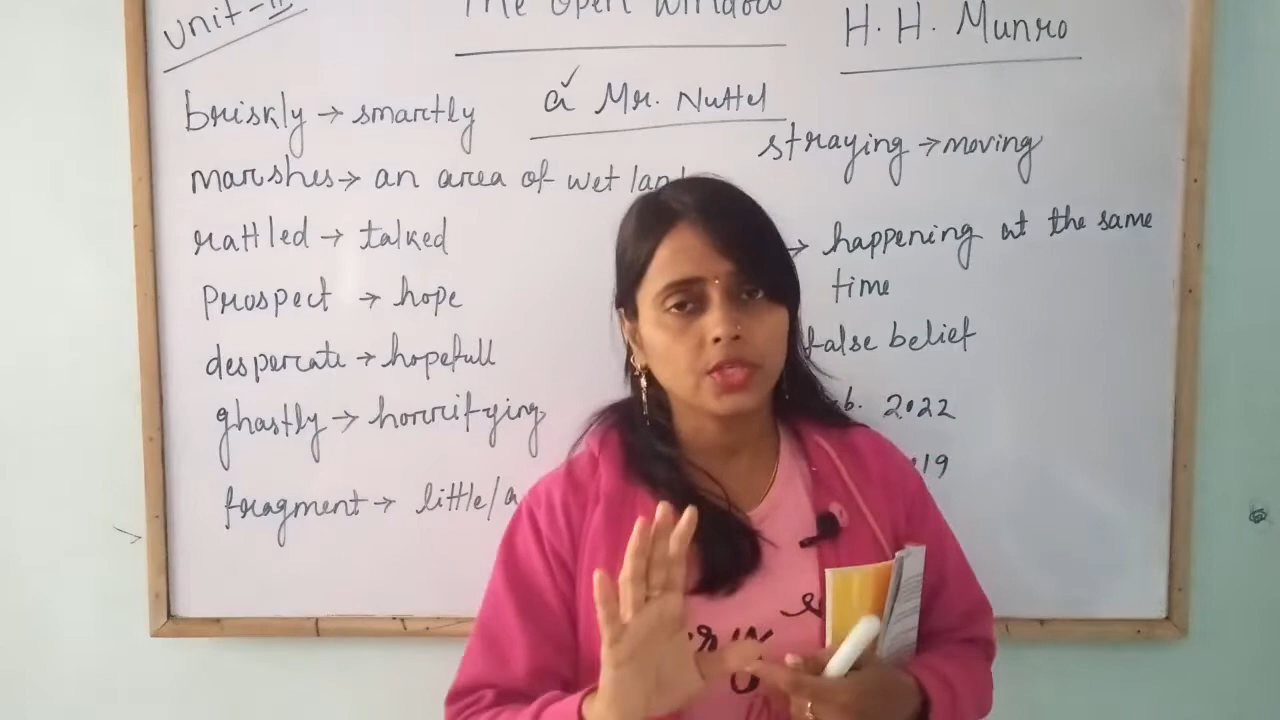 Unit-II
The Open Window
H. H. Munro
a Mr. Nuttel
briskly → smartly
straying → moving
marshes → an area of wet land
rattled → talked
→ happening at the same
time
prospect → hope
desperate → hopefull
false belief
ghastly → horrifying
2022
fragment → little/a